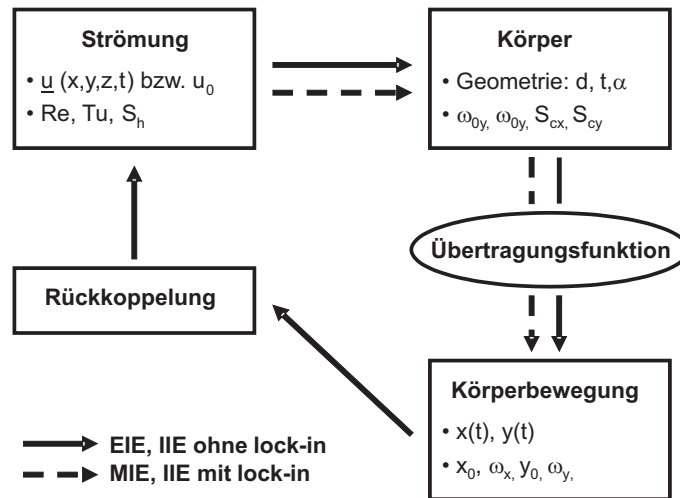 Strömung
• u (x,y,z,t) bzw. u₀
• Re, Tu, Sₕ
Körper
• Geometrie: d, t,α
• ω₀y, ω₀y, Scx, Scy
Übertragungsfunktion
Rückkoppelung
Körperbewegung
• x(t), y(t)
• x₀, ωx, y₀, ωy,
EIE, IIE ohne lock-in
MIE, IIE mit lock-in